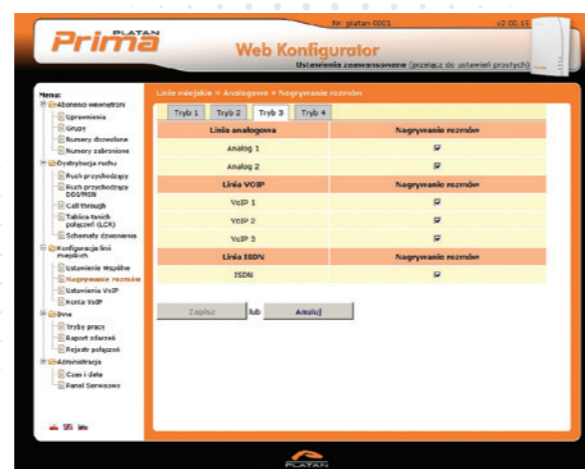 PLATAN
Prima
Nr platan 0001
v2.00.15
Web Konfigurator
Ustawienia zaawansowane (przełącz do ustawień prostych)
Menu:
Abonenci wewnętrzni
Uprawnienia
Grupy
Numery dozwolone
Numery zabronione
Dystrybucja ruchu
Ruch przychodzący
Ruch przychodzący DDI/MSN
Call through
Tablica tanich
połączeń (LCR)
Schematy dzwonienia
Konfiguracja linii
miejskich
Ustawienia Wspólne
Nagrywanie rozmów
Ustawienia VoIP
Konta VoIP
Inne
Tryby pracy
Raport zdarzeń
Rejestr połączeń
Administracja
Czas i data
Panel Serwisowy
Linie miejskie » Analogowe » Nagrywanie rozmów
Tryb 1 Tryb 2 Tryb 3 Tryb 4
Linia analogowa Nagrywanie rozmów
Analog 1
Analog 2
Linia VOIP Nagrywanie rozmów
VoIP 1
VoIP 2
VoIP 3
Linia ISDN Nagrywanie rozmów
ISDN
Zapisz lub Anuluj
PLATAN